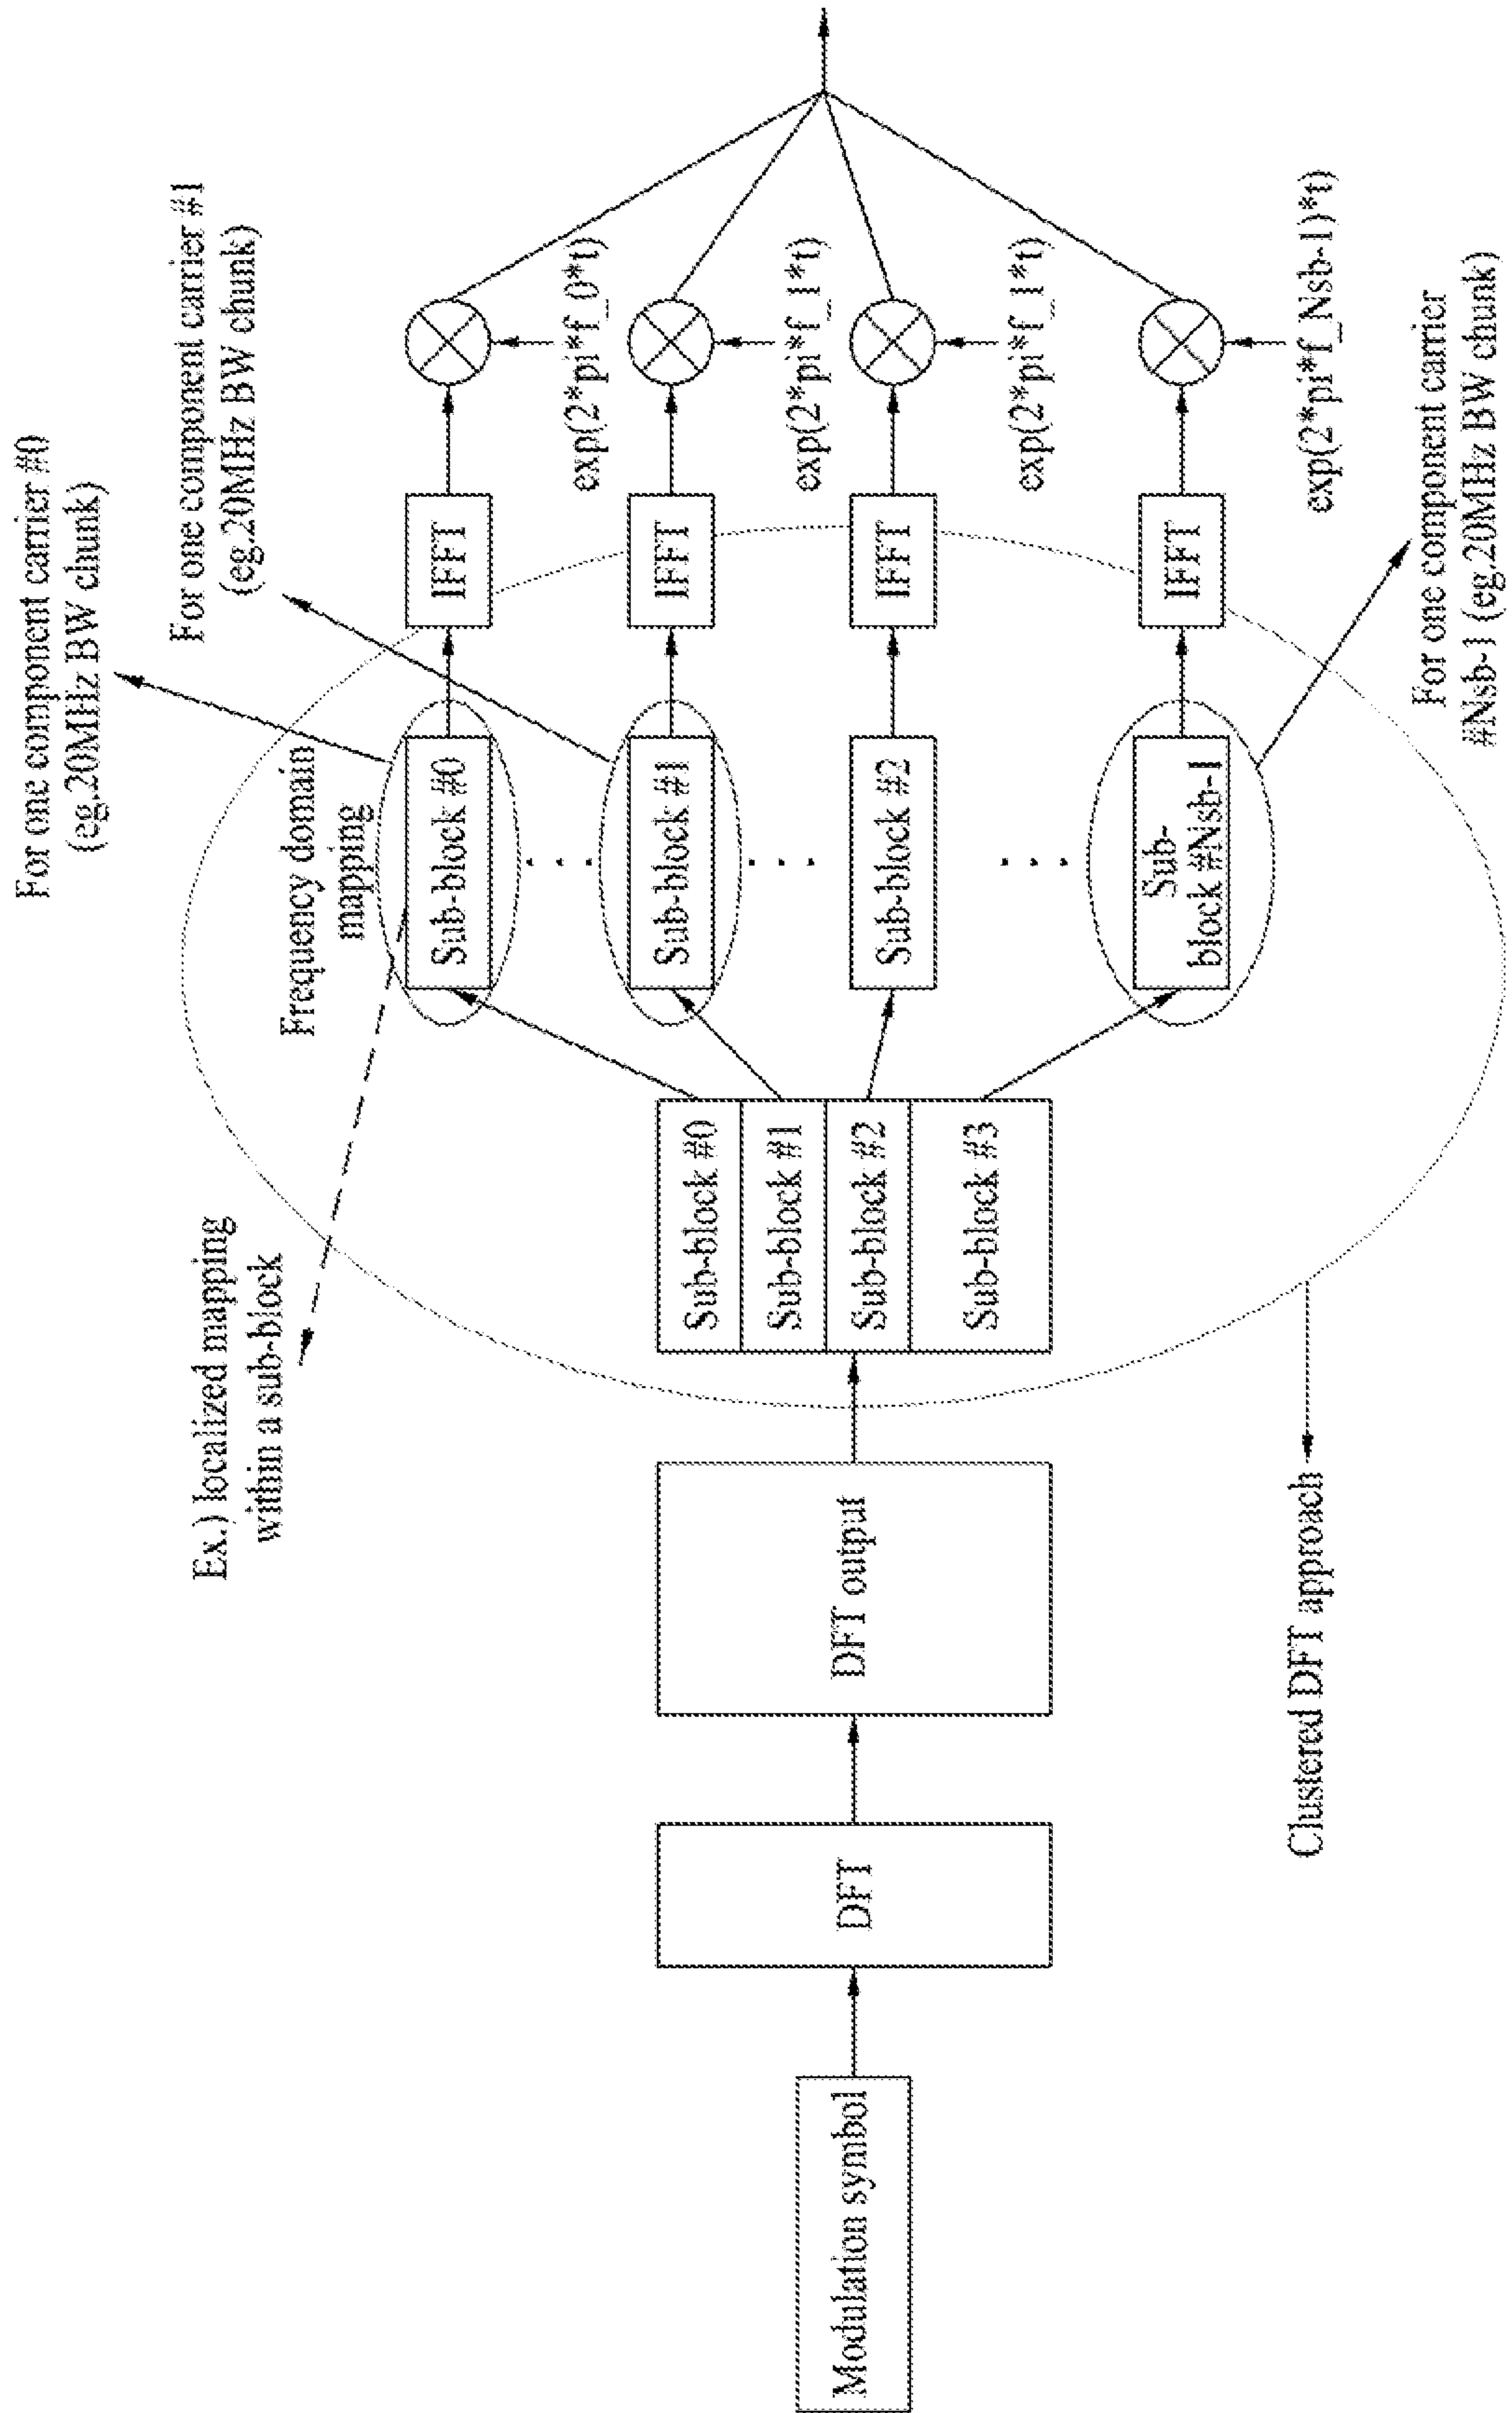 Modulation symbol
DFT
DFT output
Clustered DFT approach
Ex.) localized mapping
within a sub-block
Sub-block #0
Sub-block #1
Sub-block #2
Sub-block #3
Frequency domain
mapping
Sub-block #0
Sub-block #1
Sub-block #2
Sub-
block #Nsb-1
For one component carrier #0
(eg.20MHz BW chunk)
For one component carrier #1
(eg.20MHz BW chunk)
For one component carrier
#Nsb-1 (eg.20MHz BW chunk)
IFFT
IFFT
IFFT
IFFT
exp(2*pi*f_0*t)
exp(2*pi*f_1*t)
exp(2*pi*f_1*t)
exp(2*pi*f_Nsb-1)*t)